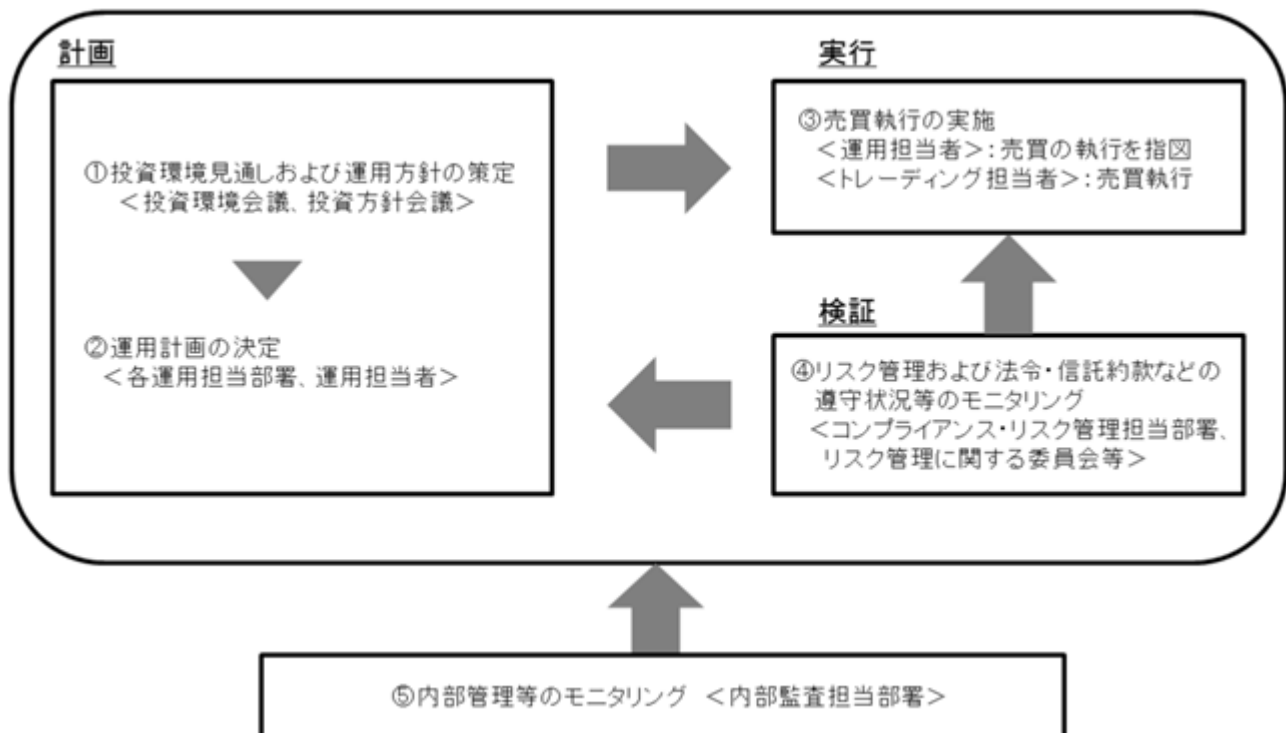 計画
①投資環境見通しおよび運用方針の策定
＜投資環境会議、投資方針会議＞
②運用計画の決定
＜各運用担当部署、運用担当者＞
実行
③売買執行の実施
＜運用担当者＞：売買の執行を指図
＜トレーディング担当者＞：売買執行
検証
④リスク管理および法令・信託約款などの
遵守状況等のモニタリング
＜コンプライアンス・リスク管理担当部署、
リスク管理に関する委員会等＞
⑤内部管理等のモニタリング ＜内部監査担当部署＞